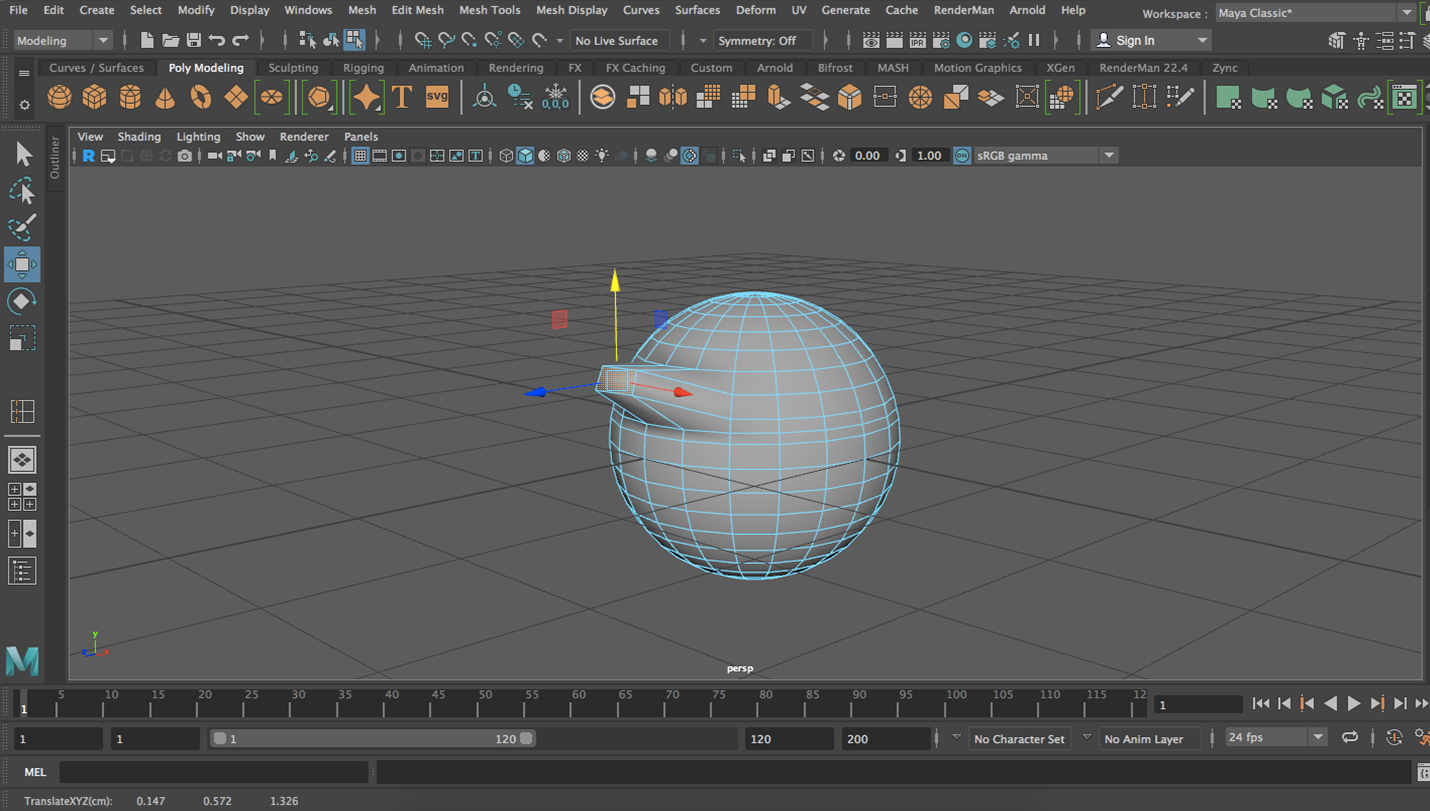 File Edit Create Select Modify Display Windows Mesh Edit Mesh Mesh Tools Mesh Display Curves Surfaces Deform UV Generate Cache RenderMan Arnold Help Workspace : Maya Classic*
Modeling No Live Surface Symmetry: Off IPR Sign In
Curves / Surfaces Poly Modeling Sculpting Rigging Animation Rendering FX FX Caching Custom Arnold Bifrost MASH Motion Graphics XGen RenderMan 22.4 Zync
T SVG 0,0,0
Outliner
View Shading Lighting Show Renderer Panels
R T 0.00 1.00 ON sRGB gamma
y
z x
persp
M
1 5 10 15 20 25 30 35 40 45 50 55 60 65 70 75 80 85 90 95 100 105 110 115 12 1
1 1 1 120 120 200 No Character Set No Anim Layer 24 fps
MEL
TranslateXYZ(cm): 0.147 0.572 1.326